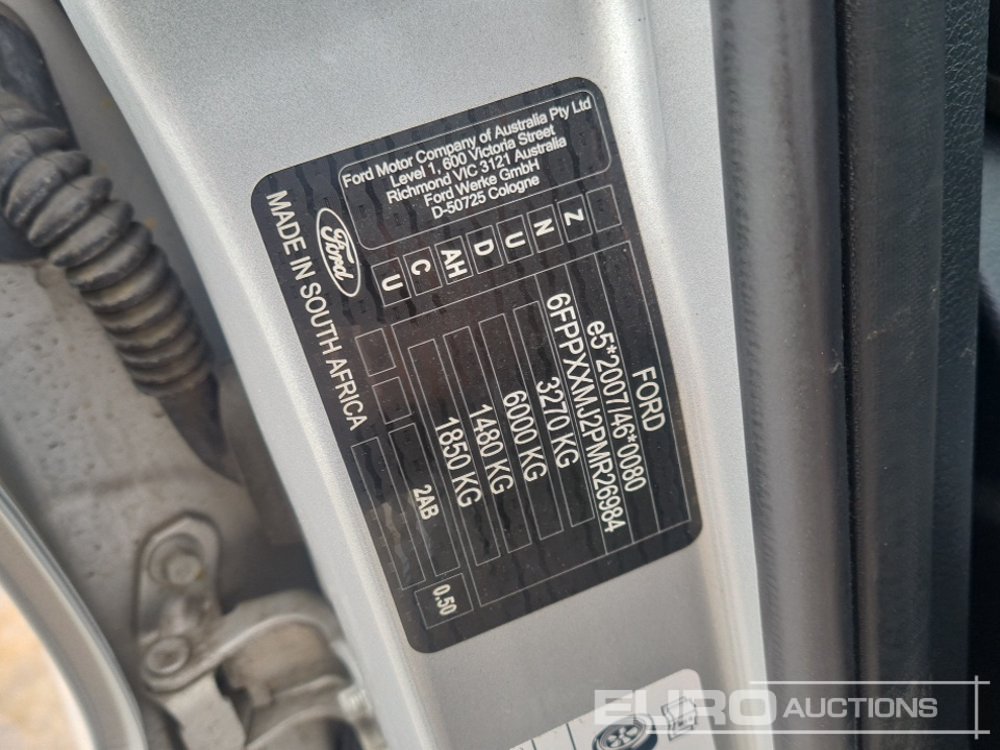 Ford Motor Company of Australia Pty Ltd
Level 1, 600 Victoria Street
Richmond VIC 3121 Australia
Ford Werke GmbH
D-50725 Cologne
Z
N
U
D
AH
C
U
Ford
MADE IN SOUTH AFRICA
FORD
e5*2007/46*0080
6FPPXXMJ2PMR26984
3270 KG
6000 KG
1480 KG
1850 KG
2AB
0.50
EURO AUCTIONS